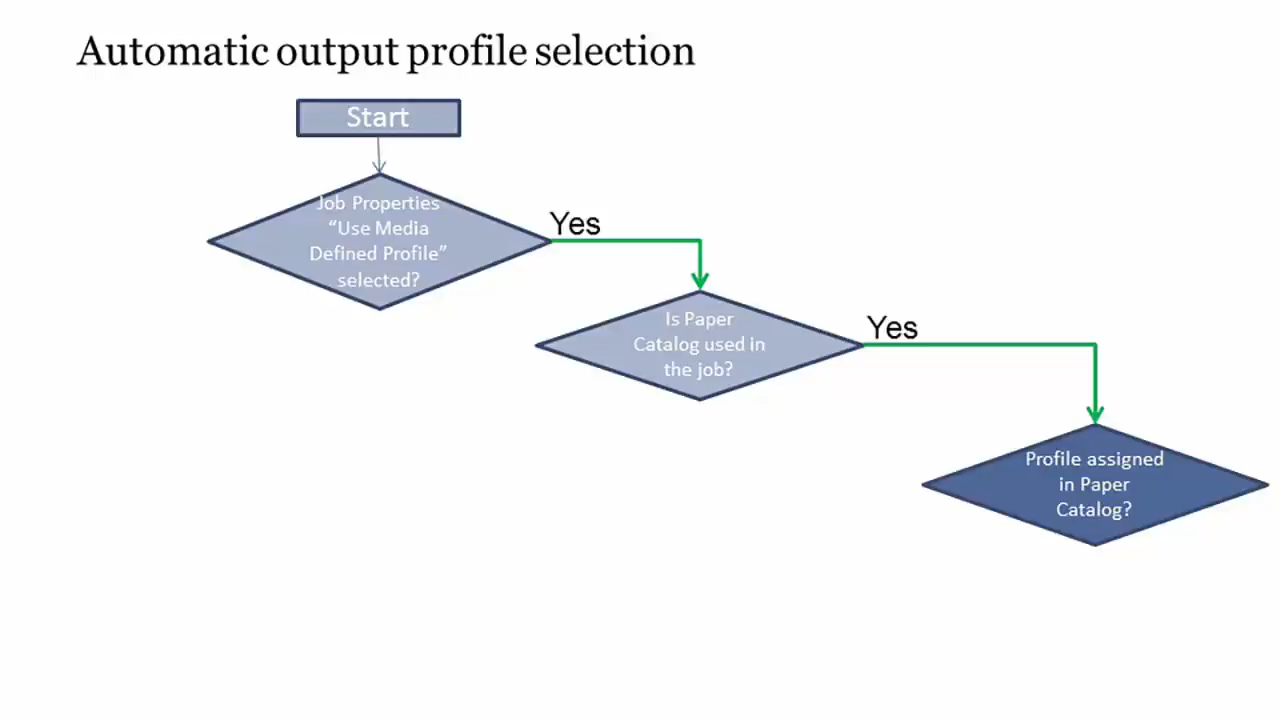 Automatic output profile selection
Start
Job Properties
“Use Media
Defined Profile”
selected?
Yes
Is Paper
Catalog used in
the job?
Yes
Profile assigned
in Paper
Catalog?